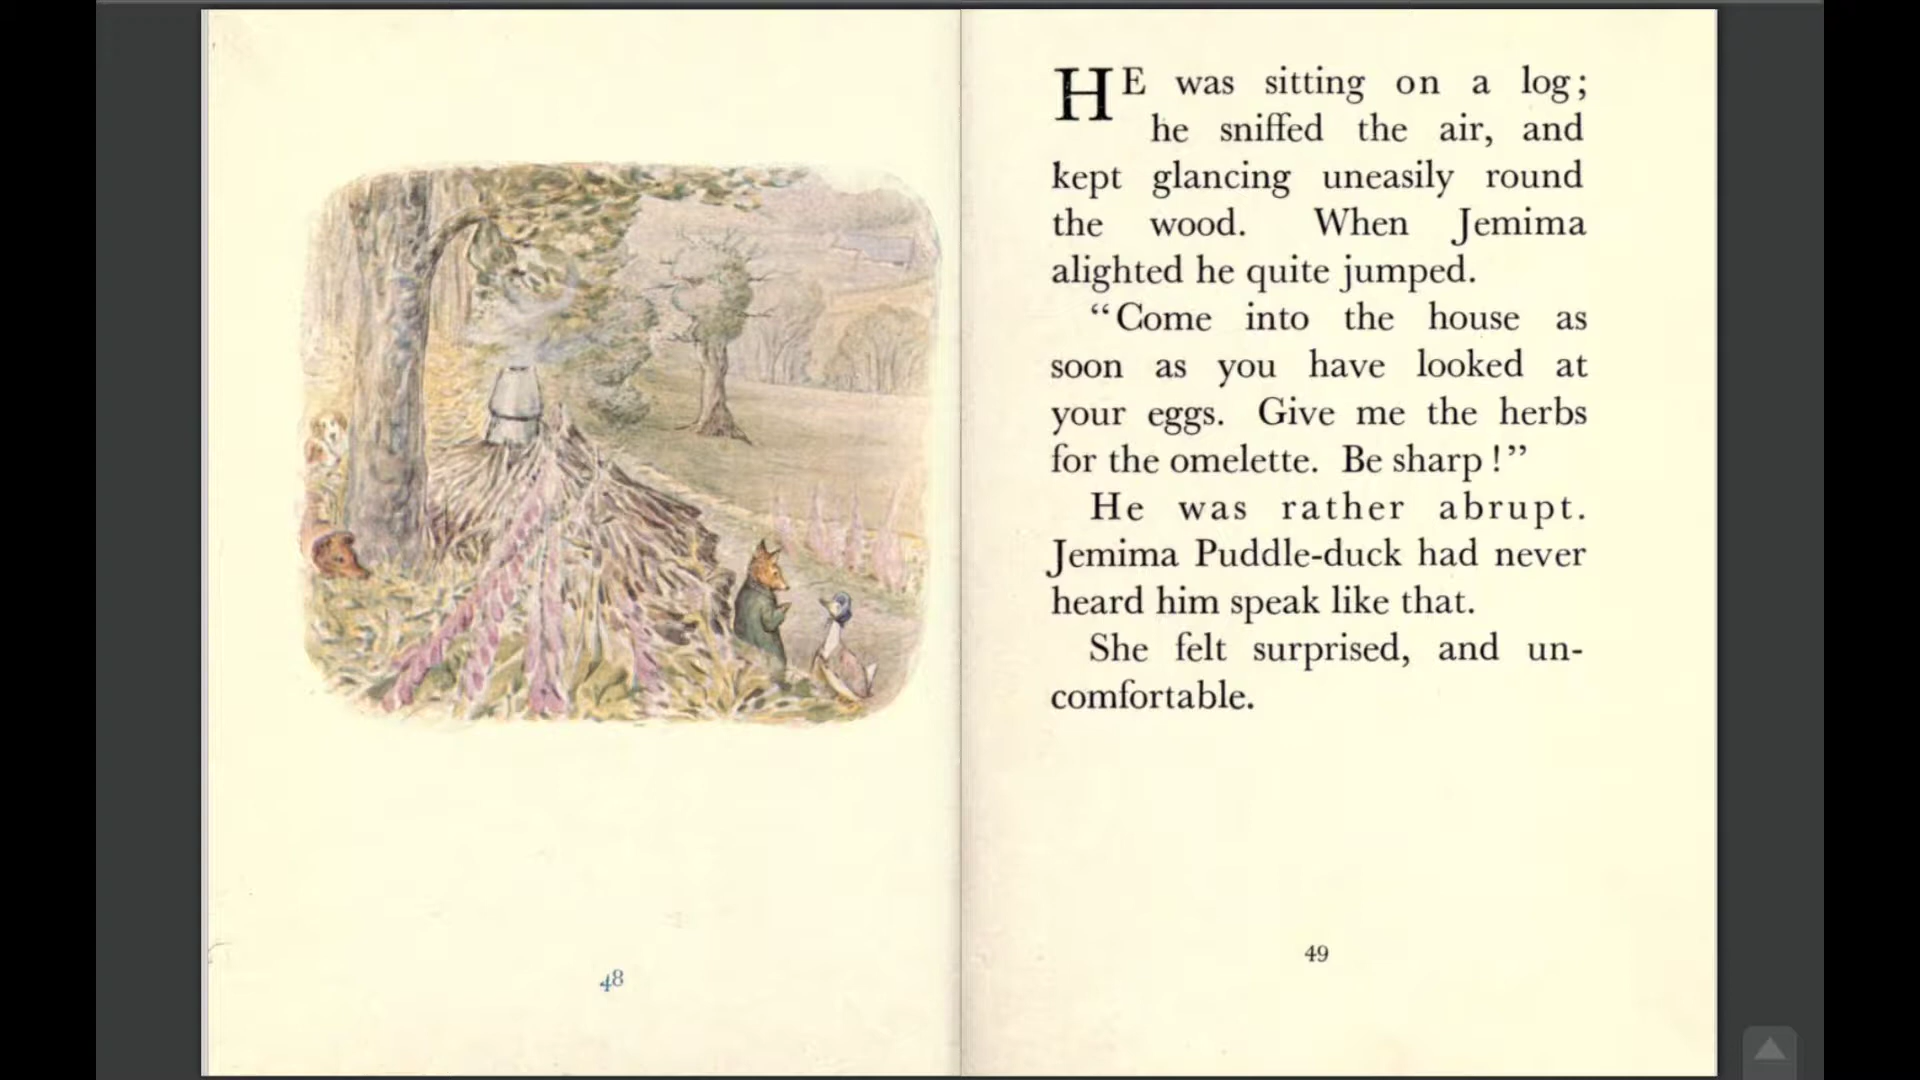 HE was sitting on a log;
he sniffed the air, and
kept glancing uneasily round
the wood. When Jemima
alighted he quite jumped.
“Come into the house as
soon as you have looked at
your eggs. Give me the herbs
for the omelette. Be sharp!”
He was rather abrupt.
Jemima Puddle-duck had never
heard him speak like that.
She felt surprised, and un-
comfortable.
48
49